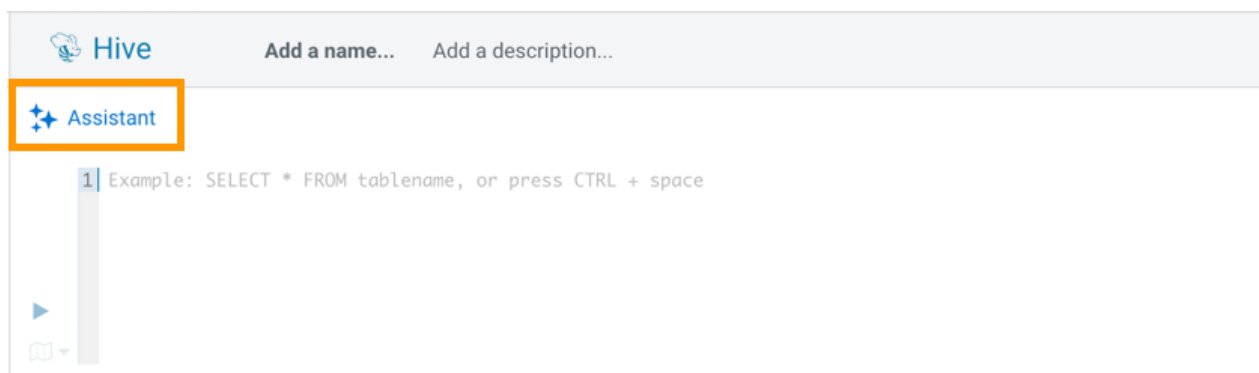 Hive Add a name... Add a description...
Assistant
1 Example: SELECT * FROM tablename, or press CTRL + space